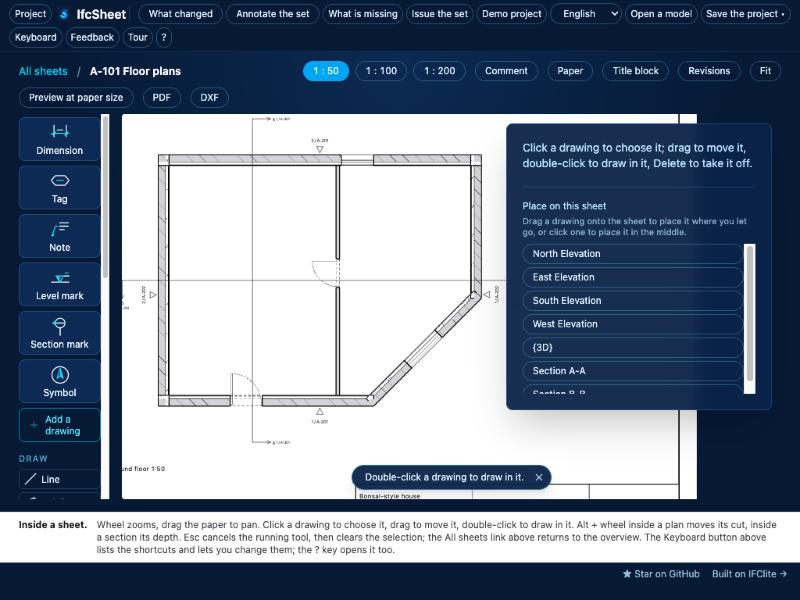 Project
IfcSheet
What changed
Annotate the set
What is missing
Issue the set
Demo project
English
Open a model
Save the project •
Keyboard
Feedback
Tour
?
All sheets / A-101 Floor plans
1 : 50
1 : 100
1 : 200
Comment
Paper
Title block
Revisions
Fit
Preview at paper size
PDF
DXF
Dimension
Tag
Note
Level mark
Section mark
Symbol
+ Add a
drawing
DRAW
Line
Click a drawing to choose it; drag to move it,
double-click to draw in it, Delete to take it off.
Place on this sheet
Drag a drawing onto the sheet to place it where you let
go, or click one to place it in the middle.
North Elevation
East Elevation
South Elevation
West Elevation
{3D}
Section A-A
Section B-B
und floor 1:50
Double-click a drawing to draw in it. ×
Bonsai-style house
Inside a sheet. Wheel zooms, drag the paper to pan. Click a drawing to choose it, drag to move it, double-click to draw in it. Alt + wheel inside a plan moves its cut, inside
a section its depth. Esc cancels the running tool, then clears the selection; the All sheets link above returns to the overview. The Keyboard button above
lists the shortcuts and lets you change them; the ? key opens it too.
★ Star on GitHub
Built on IFClite →